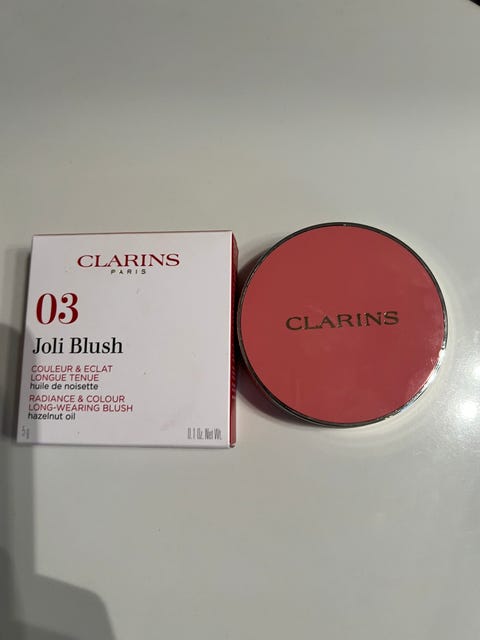 CLARINS
PARIS
03
Joli Blush
COULEUR & ECLAT
LONGUE TENUE
huile de noisette
RADIANCE & COLOUR
LONG-WEARING BLUSH
hazelnut oil
5 g
0.1 Oz. Net Wt.
CLARINS